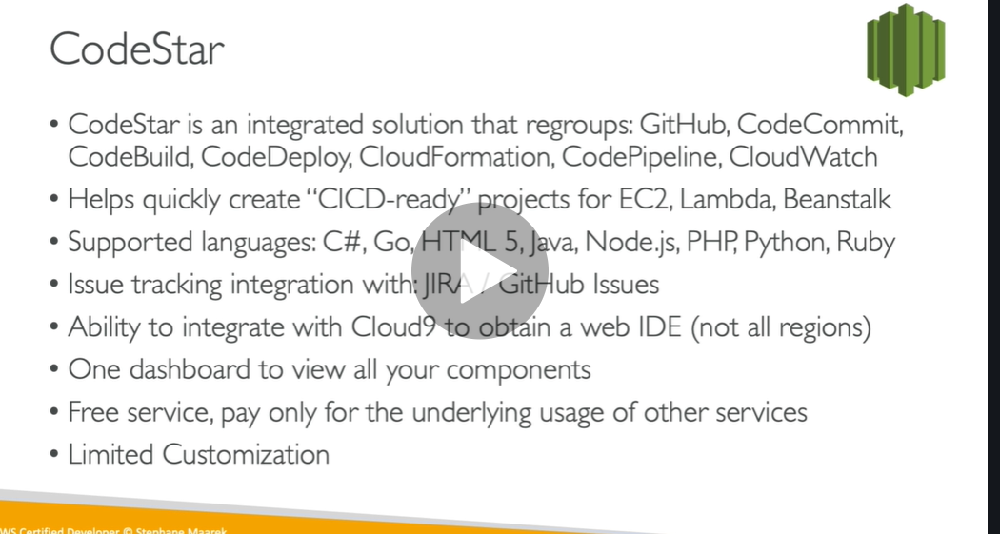 CodeStar
• CodeStar is an integrated solution that regroups: GitHub, CodeCommit,
CodeBuild, CodeDeploy, CloudFormation, CodePipeline, CloudWatch
• Helps quickly create “CICD-ready” projects for EC2, Lambda, Beanstalk
• Supported languages: C#, Go, HTML 5, Java, Node.js, PHP, Python, Ruby
• Issue tracking integration with: JIRA / GitHub Issues
• Ability to integrate with Cloud9 to obtain a web IDE (not all regions)
• One dashboard to view all your components
• Free service, pay only for the underlying usage of other services
• Limited Customization
WS Certified Developer © Stephane Maarek